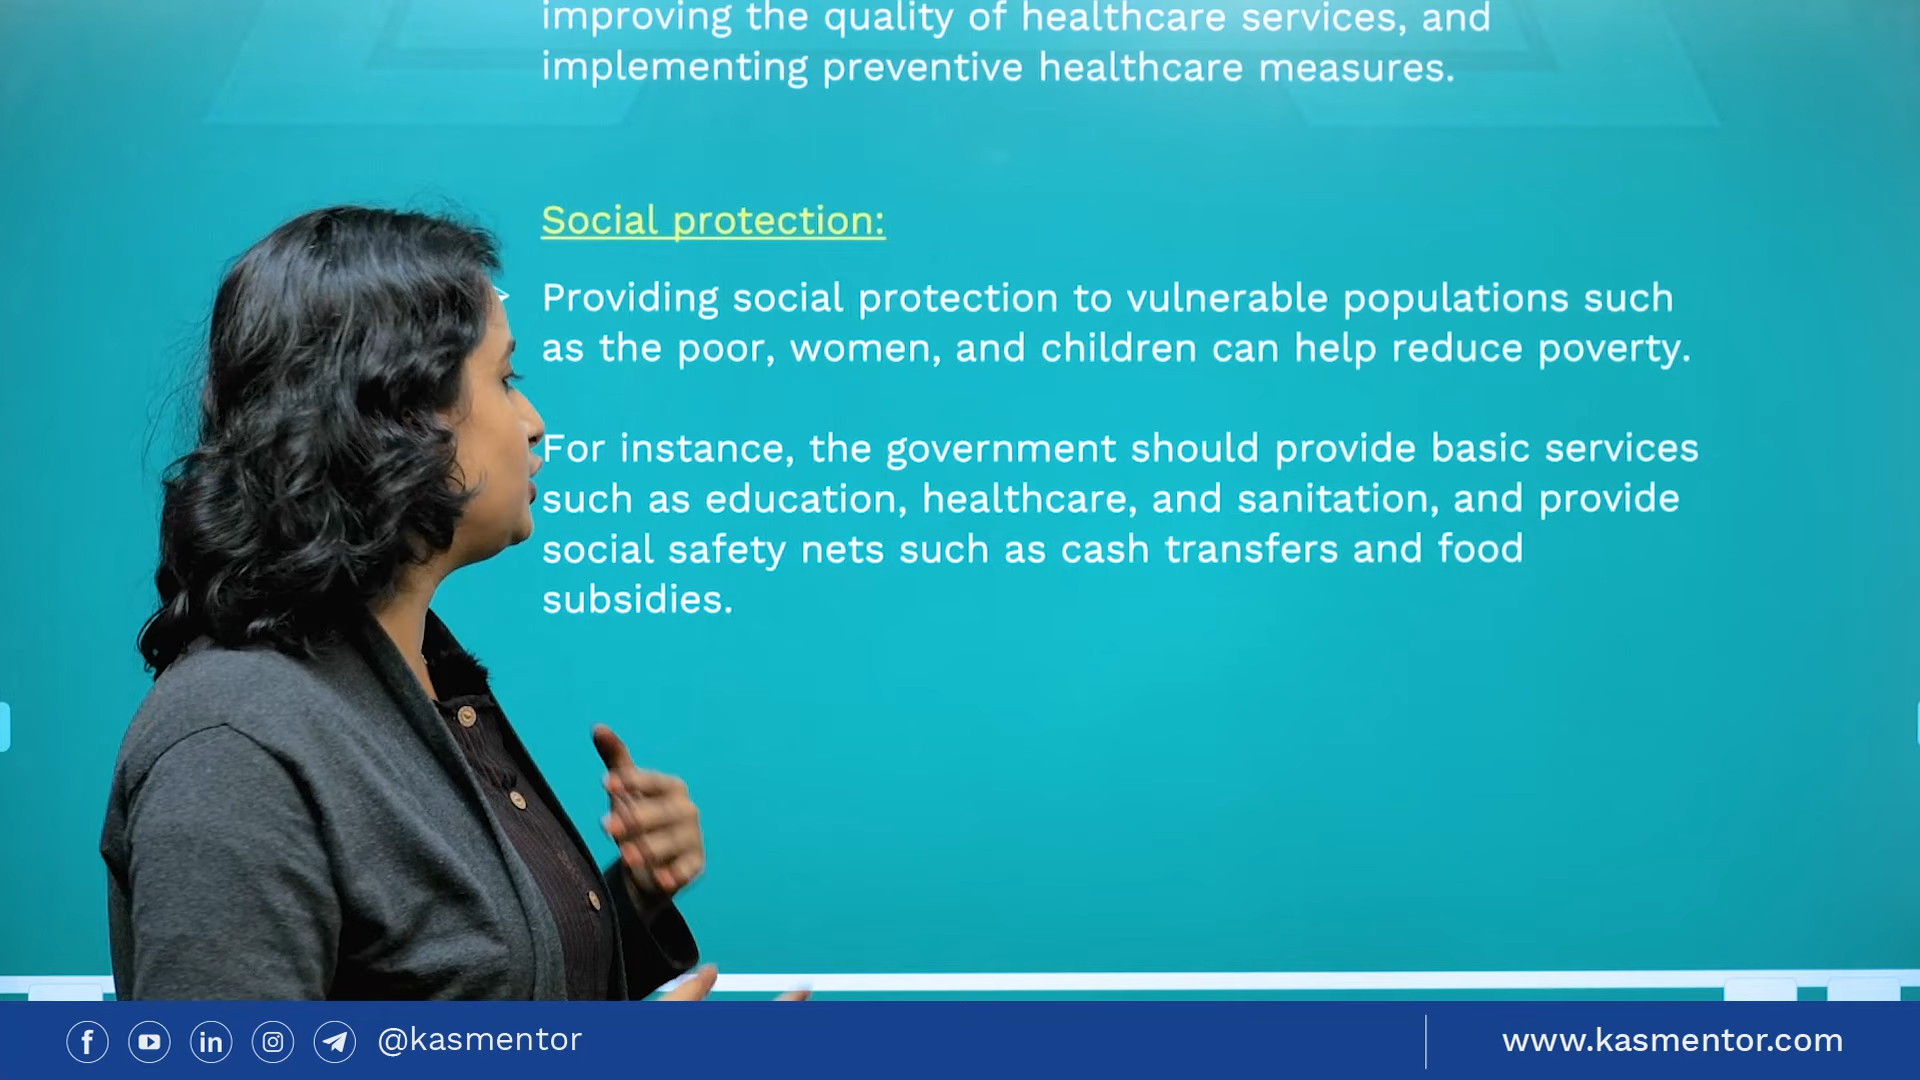 improving the quality of healthcare services, and
implementing preventive healthcare measures.
Social protection:
Providing social protection to vulnerable populations such
as the poor, women, and children can help reduce poverty.
For instance, the government should provide basic services
such as education, healthcare, and sanitation, and provide
social safety nets such as cash transfers and food
subsidies.
@kasmentor
www.kasmentor.com